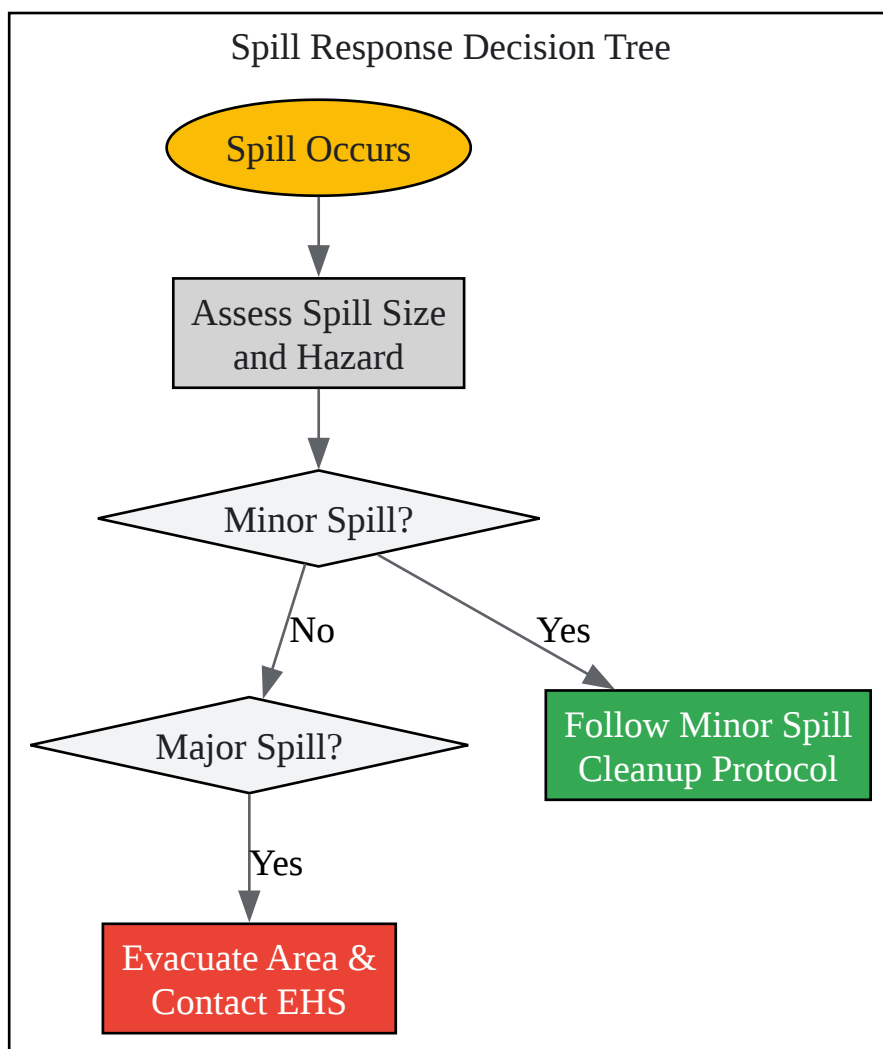 Spill Response Decision Tree
Spill Occurs
Assess Spill Size
and Hazard
Minor Spill?
No
Yes
Major Spill?
Follow Minor Spill
Cleanup Protocol
Yes
Evacuate Area &
Contact EHS